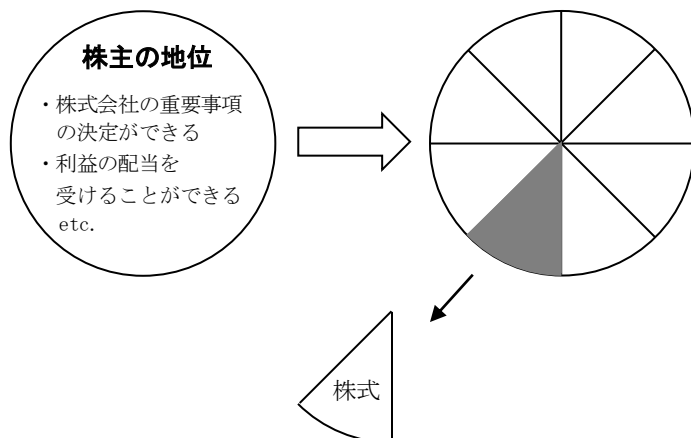 株主の地位
・株式会社の重要事項
の決定ができる
・利益の配当を
受けることができる
etc.
株式